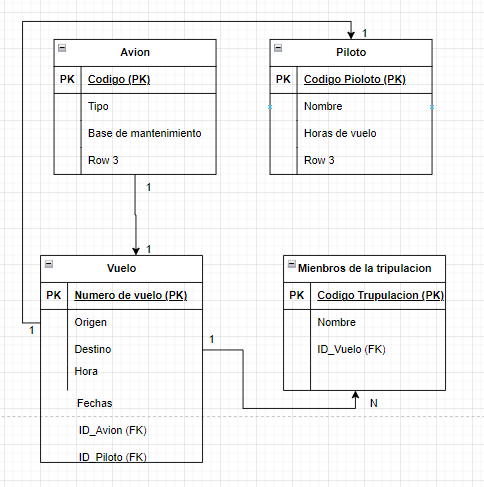 1
Avion
PK Codigo (PK)
Tipo
Base de mantenimiento
Row 3
Piloto
PK Codigo Pioloto (PK)
Nombre
Horas de vuelo
Row 3
1
1
Vuelo
PK Numero de vuelo (PK)
Origen
Destino
Hora
Fechas
ID_Avion (FK)
ID_Piloto (FK)
1
1
Mienbros de la tripulacion
PK Codigo Trupulacion (PK)
Nombre
ID_Vuelo (FK)
N